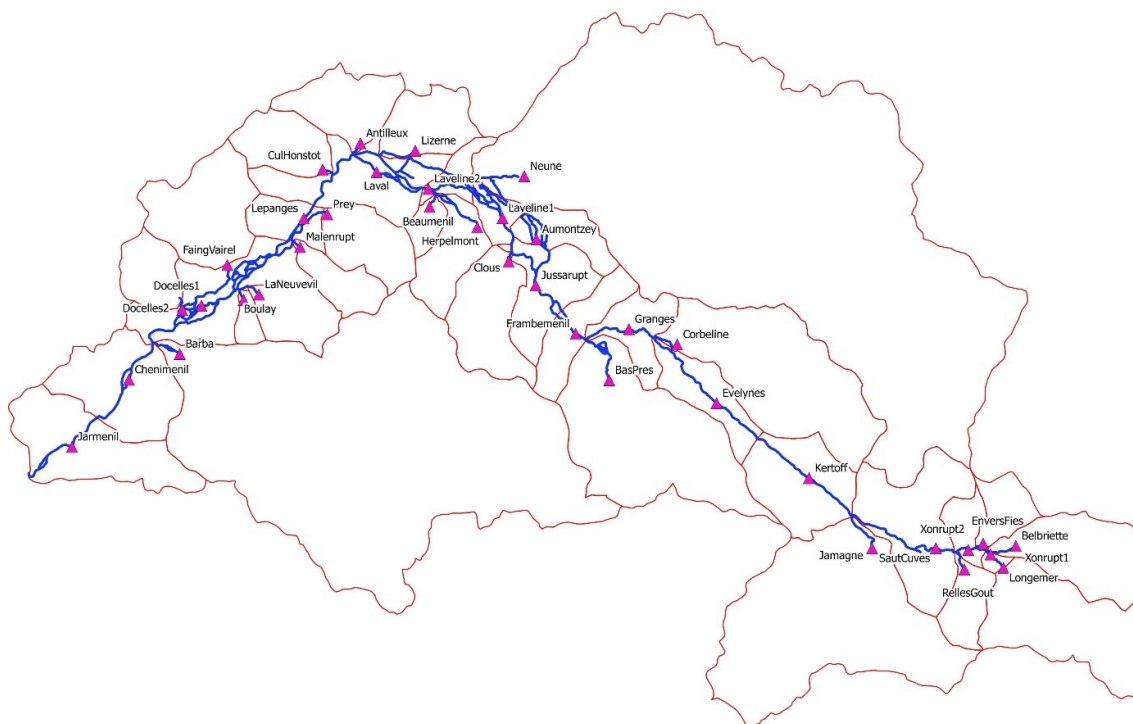 Antilleux
Lizerne
CulHonstot
Neune
Laval
Laveline2
Lepanges
Prey
Beaumenil
Laveline1
Herpelmont
Aumontzey
Malenrupt
FaingVairel
Clous
Jussarupt
Docelles1
LaNeuvevil
Docelles2
Boulay
Frambemenil
Granges
Corbeline
Barba
Chenimenil
BasPres
Evelynes
Jarmenil
Kertoff
Xonrupt2
EnversFies
Belbriette
Jamagne
SautCuves
Xonrupt1
Longemer
RellesGout